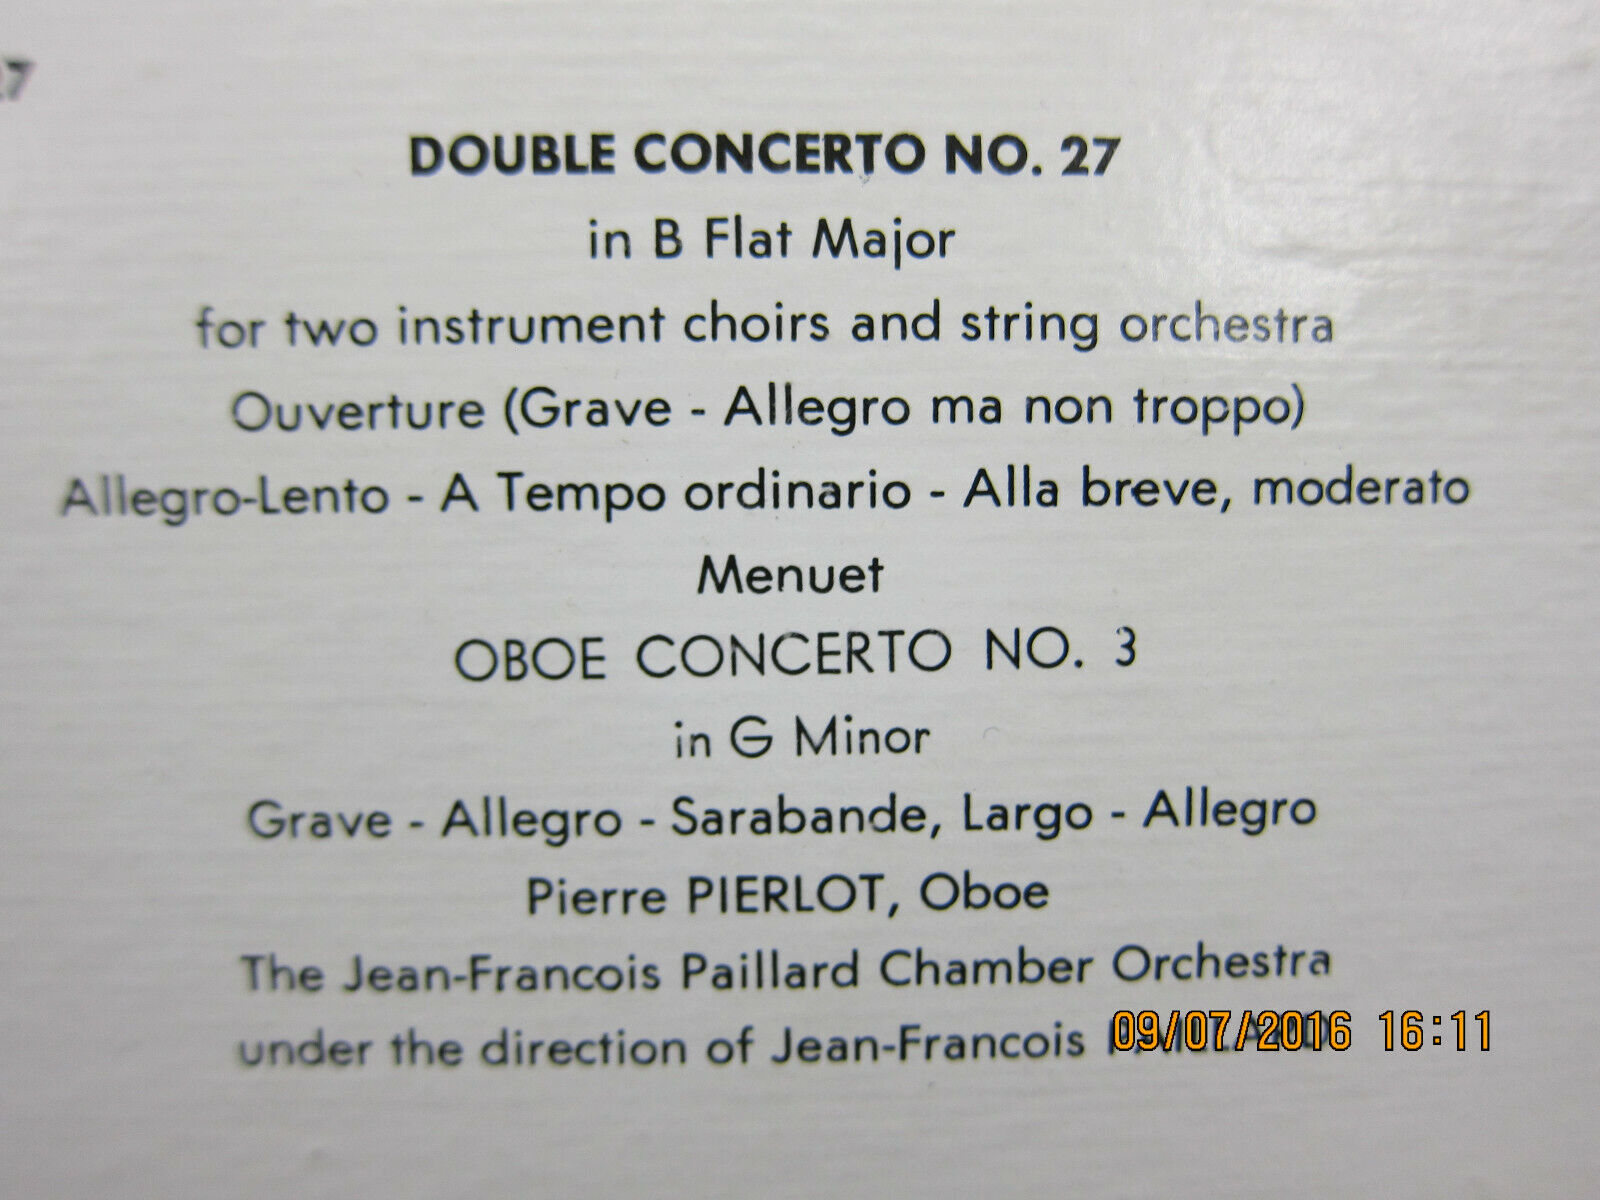 27
DOUBLE CONCERTO NO. 27
in B Flat Major
for two instrument choirs and string orchestra
Ouverture (Grave - Allegro ma non troppo)
Allegro-Lento - A Tempo ordinario - Alla breve, moderato
Menuet
OBOE CONCERTO NO. 3
in G Minor
Grave - Allegro - Sarabande, Largo - Allegro
Pierre PIERLOT, Oboe
The Jean-Francois Paillard Chamber Orchestra
under the direction of Jean-Francois PAILLARD
09/07/2016 16:11